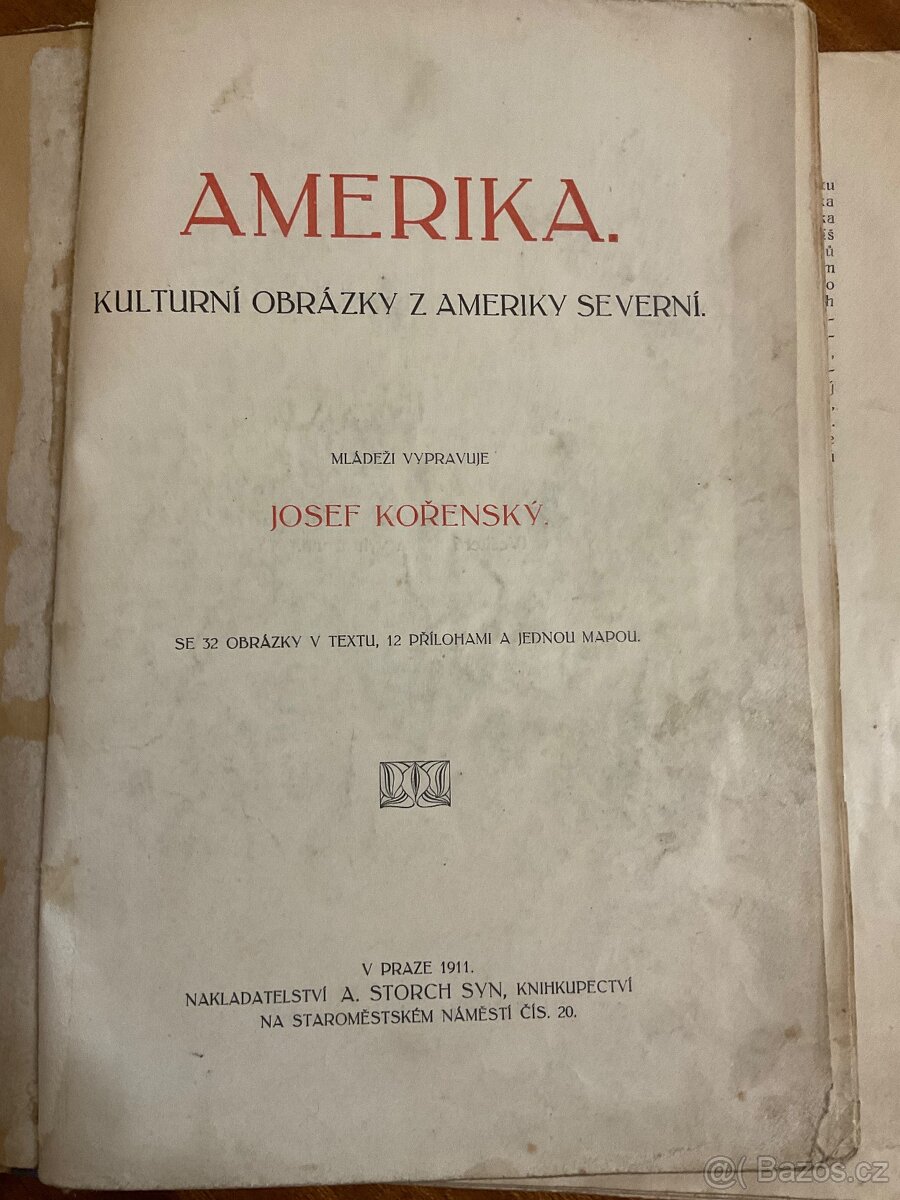 AMERIKA.
KULTURNÍ OBRÁZKY Z AMERIKY SEVERNÍ.
MLÁDEŽI VYPRAVUJE
JOSEF KOŘENSKÝ.
SE 32 OBRÁZKY V TEXTU, 12 PŘÍLOHAMI A JEDNOU MAPOU.
V PRAZE 1911.
NAKLADATELSTVÍ A. STORCH SYN, KNIHKUPECTVÍ
NA STAROMĚSTSKÉM NÁMĚSTÍ ČÍS. 20.
Bazos.cz